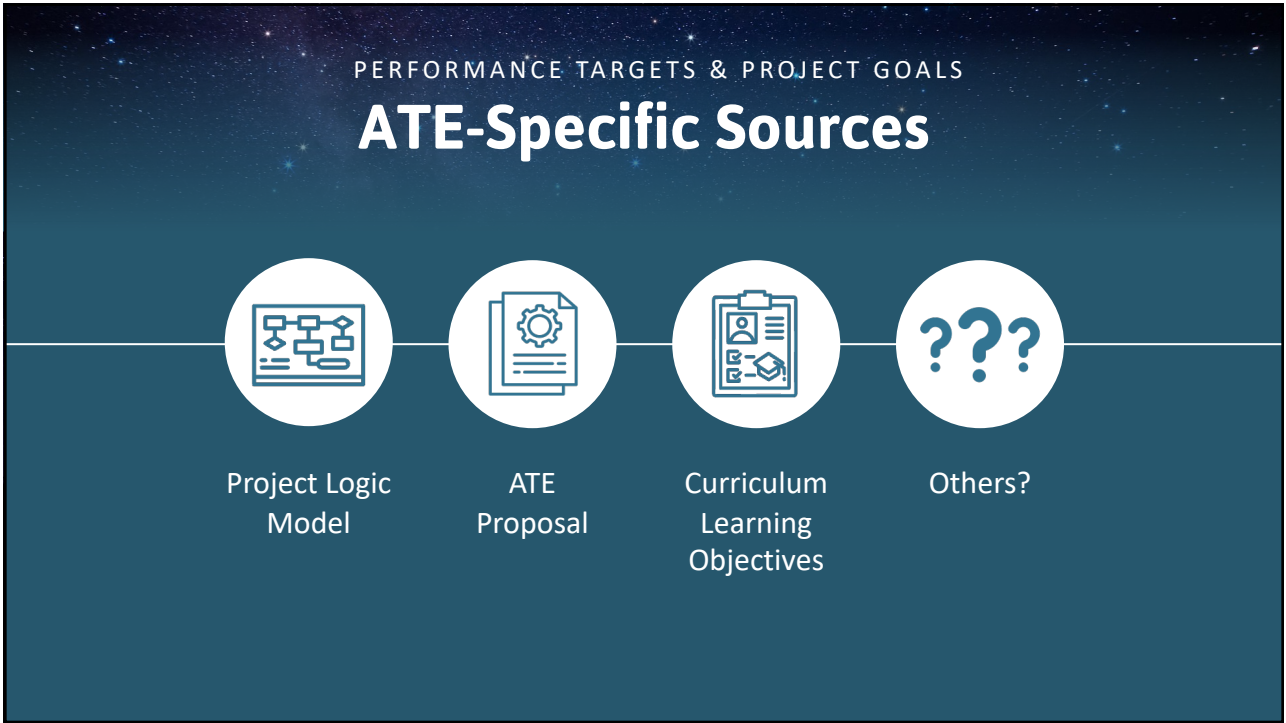 PERFORMANCE TARGETS & PROJECT GOALS
ATE-Specific Sources
Project Logic
Model
ATE
Proposal
Curriculum
Learning
Objectives
Others?